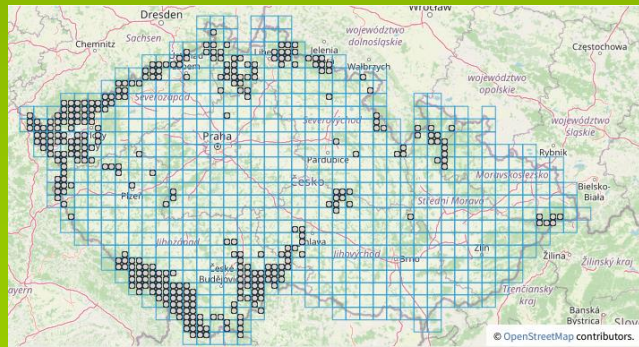 Dresden
Wrocław
Chemnitz
Sachsen
Jelenia
województwo
dolnośląskie
Częstochowa
Wałbrzych
województwo
opolskie
Severozápad
Severovýchod
województwo
śląskie
Praha
Pardubice
Rybnik
Moravskoslezsko
Plzeň
Česko
Střední Morava
Bielsko-
Biała
Jihozápad
Jihlava
Jihovýchod
Brno
Zlín
Žilina
Žilinský kraj
České
Budějovice
Trenčiansky
kraj
Banská
Bystrica
© OpenStreetMap contributors.